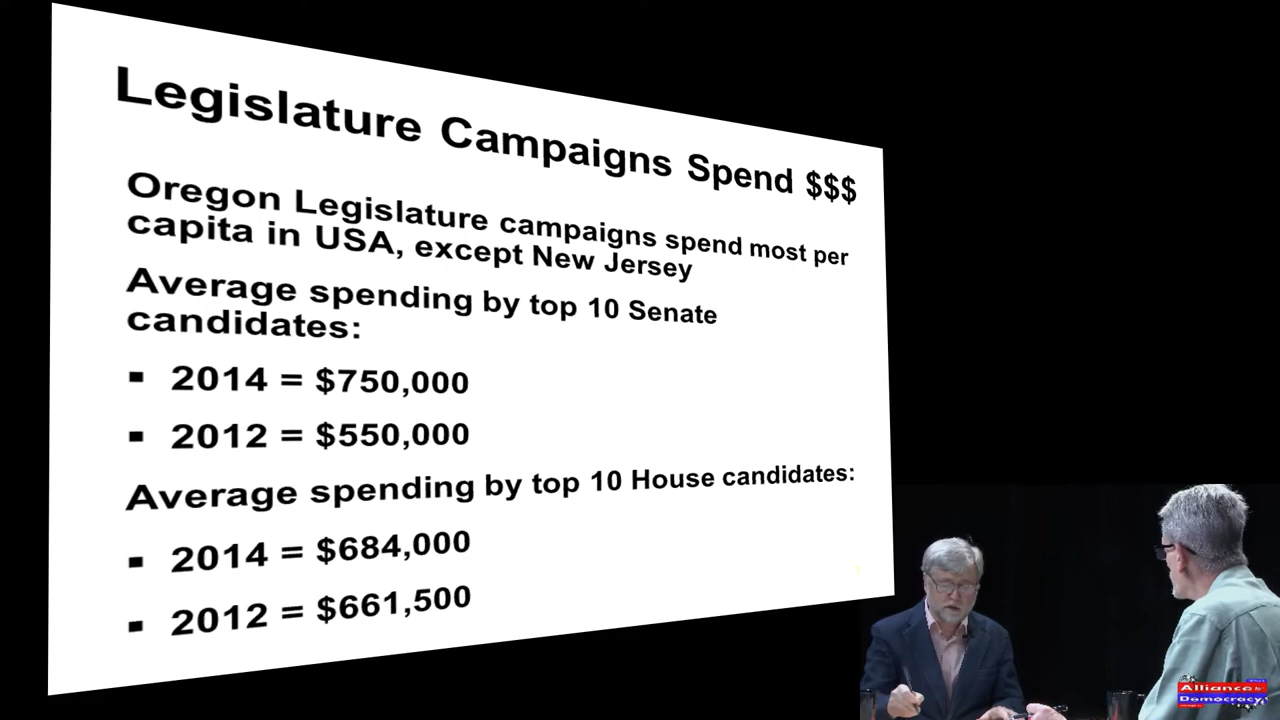 Legislature Campaigns Spend $$$
Oregon Legislature campaigns spend most per
capita in USA, except New Jersey
Average spending by top 10 Senate
candidates:
▪ 2014 = $750,000
▪ 2012 = $550,000
Average spending by top 10 House candidates:
▪ 2014 = $684,000
▪ 2012 = $661,500
Alliance
Democracy